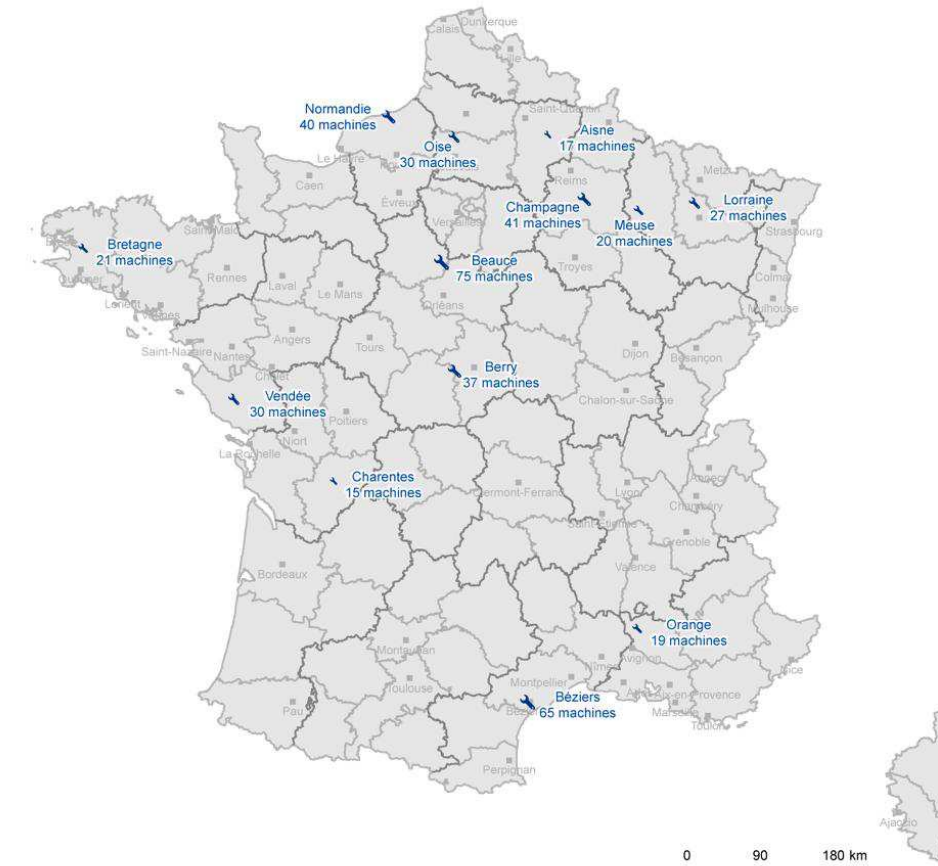 Dunkerque
Calais
Lille
Normandie
40 machines
Saint-Quentin
Aisne
17 machines
Oise
30 machines
Le Havre
Reims
Metz
Caen
Évreux
Champagne
41 machines
Lorraine
27 machines
Versailles
Meuse
20 machines
Strasbourg
Saint-Malo
Bretagne
21 machines
Beauce
75 machines
Troyes
Quimper
Rennes
Laval
Le Mans
Colmar
Lorient
Vannes
Orléans
Mulhouse
Angers
Saint-Nazaire
Nantes
Tours
Dijon
Besançon
Cholet
Berry
37 machines
Vendée
30 machines
Chalon-sur-Saône
Poitiers
Niort
La Rochelle
Charentes
15 machines
Clermont-Ferrand
Lyon
Annecy
Chambéry
Saint-Étienne
Grenoble
Bordeaux
Valence
Orange
19 machines
Montauban
Nîmes
Avignon
Nice
Toulouse
Montpellier
Aix-en-Provence
Pau
Béziers
65 machines
Béziers
Marseille
Toulon
Perpignan
Ajaccio
0 90 180 km